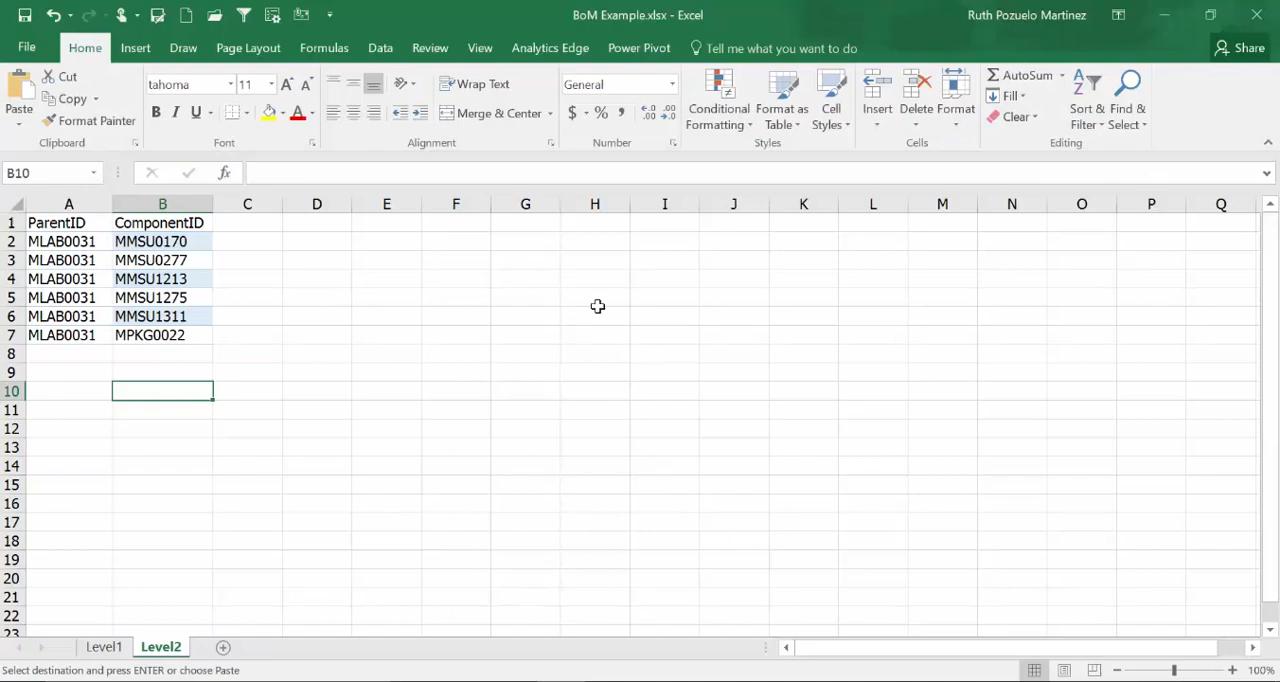 BoM Example.xlsx - Excel
Ruth Pozuelo Martinez
File Home Insert Draw Page Layout Formulas Data Review View Analytics Edge Power Pivot Tell me what you want to do Share
Paste
Cut
Copy
Format Painter
Clipboard
tahoma 11 A A
B I U A
Font
Wrap Text
Merge & Center
Alignment
General
$ % , .0 .00 .00 .0
Number
Conditional Formatting
Format as Table
Cell Styles
Styles
Insert Delete Format
Cells
AutoSum
Fill
Clear
Sort & Filter
Find & Select
Editing
B10 fx
A B C D E F G H I J K L M N O P Q
1 ParentID ComponentID
2 MLAB0031 MMSU0170
3 MLAB0031 MMSU0277
4 MLAB0031 MMSU1213
5 MLAB0031 MMSU1275
6 MLAB0031 MMSU1311
7 MLAB0031 MPKG0022
8
9
10
11
12
13
14
15
16
17
18
19
20
21
22
23
Level1 Level2
Select destination and press ENTER or choose Paste
100%